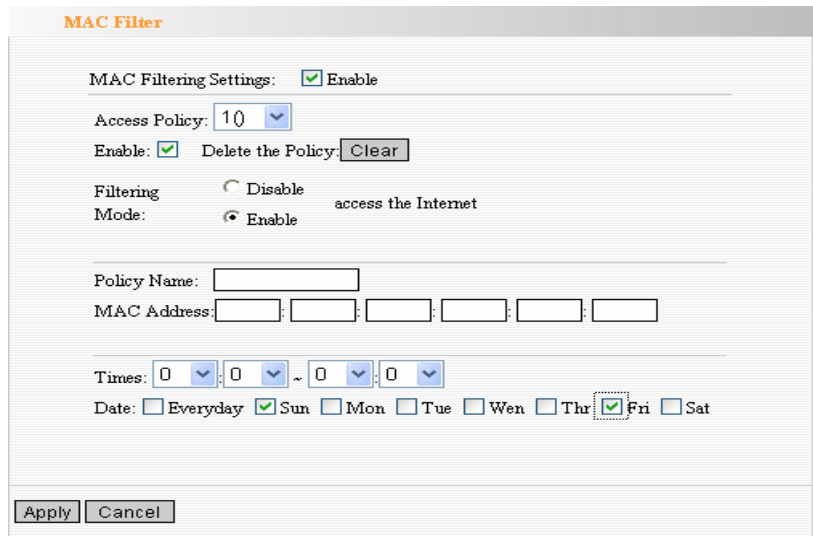 MAC Filter
MAC Filtering Settings: Enable
Access Policy: 10
Enable: Delete the Policy: Clear
Filtering Mode: Disable
Enable
access the Internet
Policy Name:
MAC Address: : : : : :
Times: 0 : 0 ~ 0 : 0
Date: Everyday Sun Mon Tue Wen Thr Fri Sat
Apply Cancel